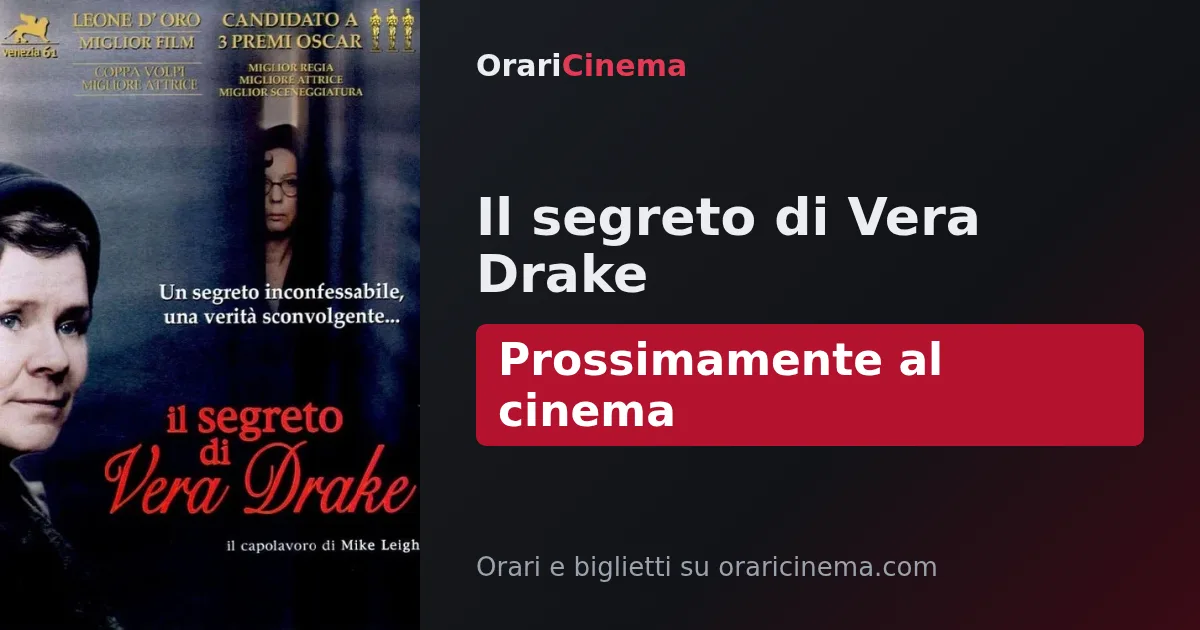 venezia 61
LEONE D'ORO
MIGLIOR FILM
COPPA VOLPI
MIGLIORE ATTRICE
CANDIDATO A
3 PREMI OSCAR
MIGLIOR REGIA
MIGLIORE ATTRICE
MIGLIOR SCENEGGIATURA
Un segreto inconfessabile,
una verità sconvolgente...
il segreto
di
Vera Drake
il capolavoro di Mike Leigh
OrariCinema
Il segreto di Vera
Drake
Prossimamente al
cinema
Orari e biglietti su oraricinema.com